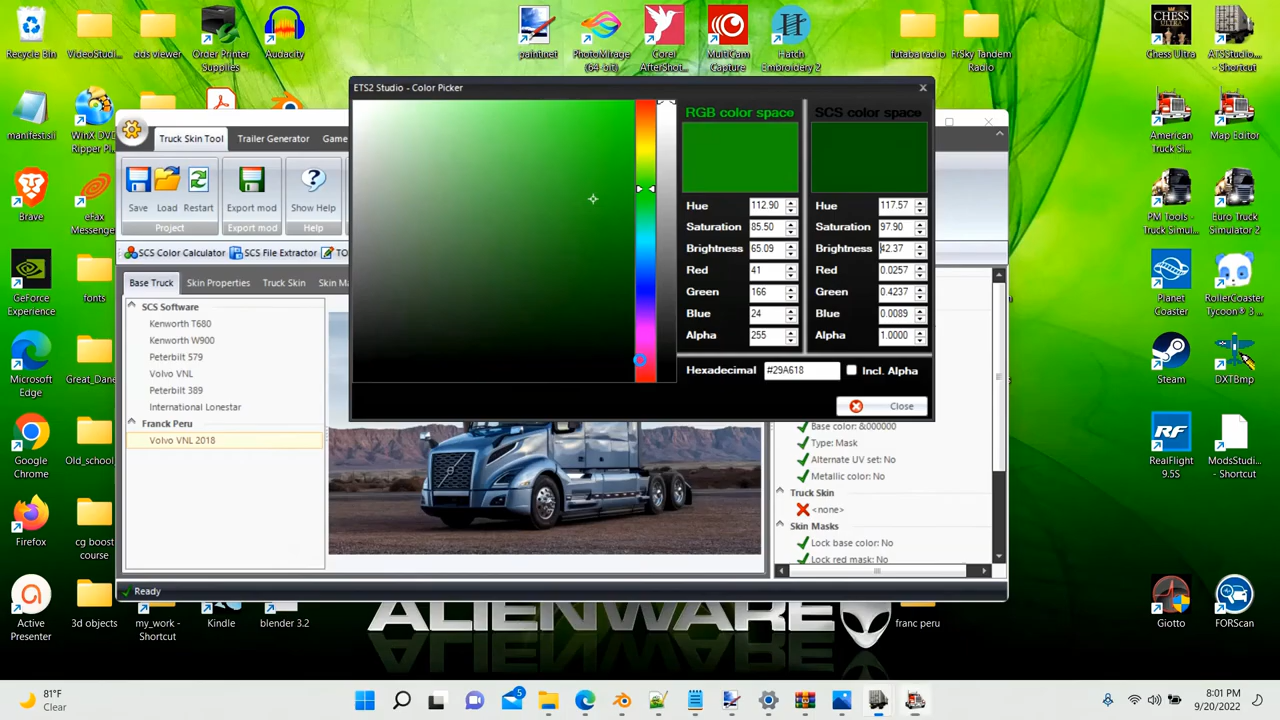 Recycle Bin
VideoStudi...
dds viewer
Order Printer Supplies
Audacity
paint.net
PhotoMirage (64-bit)
Corel AfterShot...
MultiCam Capture
Hatch Embroidery 2
futaba radio
FrSky Tandem Radio
Chess Ultra
ATSStudio... - Shortcut
manifest.sii
WinX DVD Ripper Pl...
American Truck Si...
Map Editor
Brave
eFax Messenge...
PM Tools - Shortcut
Euro Truck Simulator 2
GeForce Experience
fonts
Planet Coaster
RollerCoaster Tycoon® 3 ...
Microsoft Edge
Great_Dane...
Steam
DXTBmp
Google Chrome
Old_school...
RealFlight 9.5S
ModsStudi... - Shortcut
Firefox
cg boost course
Active Presenter
3d objects
my_work - Shortcut
Kindle
blender 3.2
franc peru
Giotto
FORScan
ALIENWARE
ETS2 Studio - Color Picker
RGB color space
SCS color space
Hue 112.90
Hue 117.57
Saturation 85.50
Saturation 97.90
Brightness 65.09
Brightness 42.37
Red 41
Red 0.0257
Green 166
Green 0.4237
Blue 24
Blue 0.0089
Alpha 255
Alpha 1.0000
Hexadecimal #29A618
Incl. Alpha
Close
Truck Skin Tool
Trailer Generator
Game
Save
Load
Restart
Export mod
Show Help
Project
Export mod
Help
SCS Color Calculator
SCS File Extractor
TO
Base Truck
Skin Properties
Truck Skin
Skin Ma
SCS Software
Kenworth T680
Kenworth W900
Peterbilt 579
Volvo VNL
Peterbilt 389
International Lonestar
Franck Peru
Volvo VNL 2018
Base color: &000000
Type: Mask
Alternate UV set: No
Metallic color: No
Truck Skin
<none>
Skin Masks
Lock base color: No
Lock red mask: No
Ready
81°F
Clear
5
8:01 PM
9/20/2022